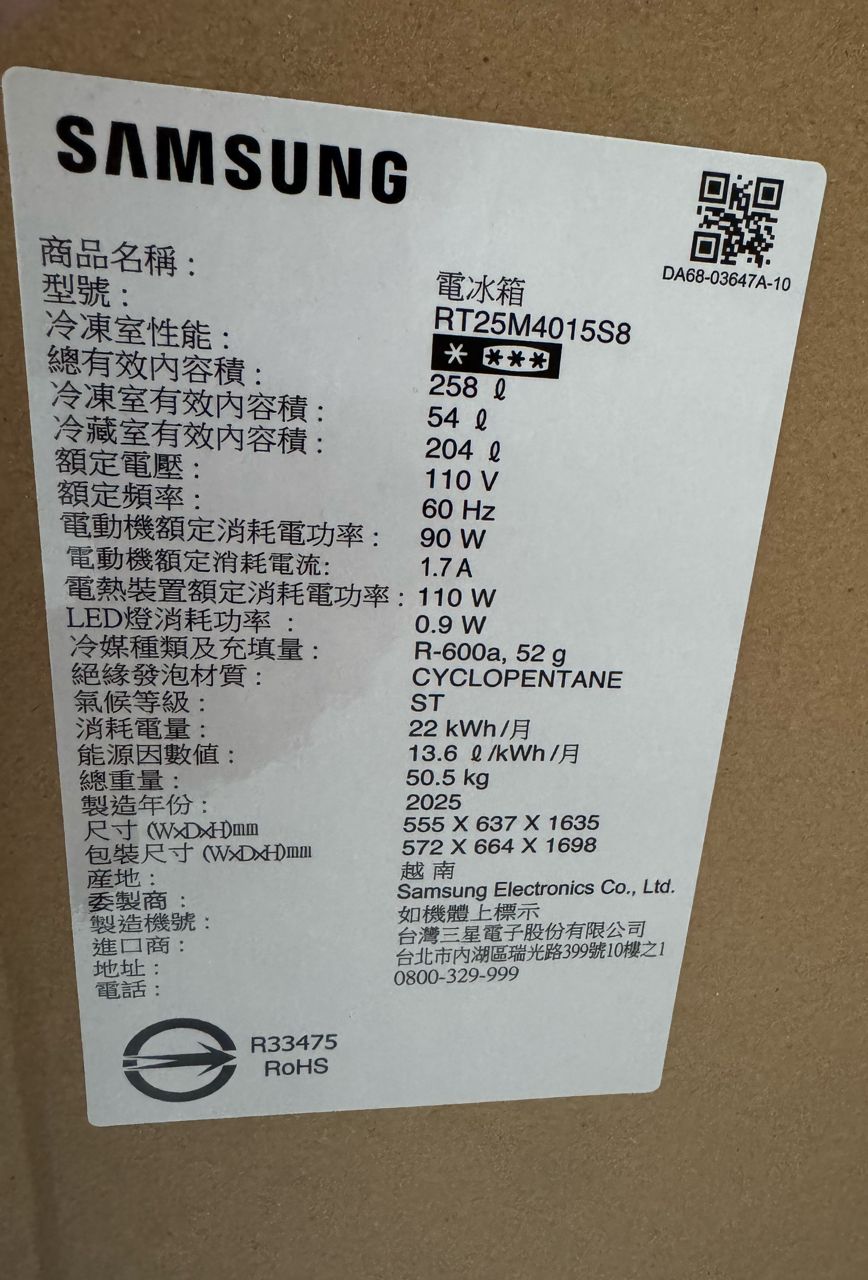 SAMSUNG
DA68-03647A-10
商品名稱: 電冰箱
型號: RT25M4015S8
冷凍室性能: * ***
總有效內容積: 258 ℓ
冷凍室有效內容積: 54 ℓ
冷藏室有效內容積: 204 ℓ
額定電壓: 110 V
額定頻率: 60 Hz
電動機額定消耗電功率: 90 W
電動機額定消耗電流: 1.7 A
電熱裝置額定消耗電功率: 110 W
LED燈消耗功率 : 0.9 W
冷媒種類及充填量: R-600a, 52 g
絕緣發泡材質: CYCLOPENTANE
氣候等級: ST
消耗電量: 22 kWh/月
能源因數值: 13.6 ℓ/kWh/月
總重量: 50.5 kg
製造年份: 2025
尺寸 (WxDxH)mm 555 X 637 X 1635
包裝尺寸 (WxDxH)mm 572 X 664 X 1698
産地: 越南
委製商 : Samsung Electronics Co., Ltd.
製造機號: 如機體上標示
進口商: 台灣三星電子股份有限公司
地址: 台北市內湖區瑞光路399號10樓之1
電話: 0800-329-999
R33475
RoHS